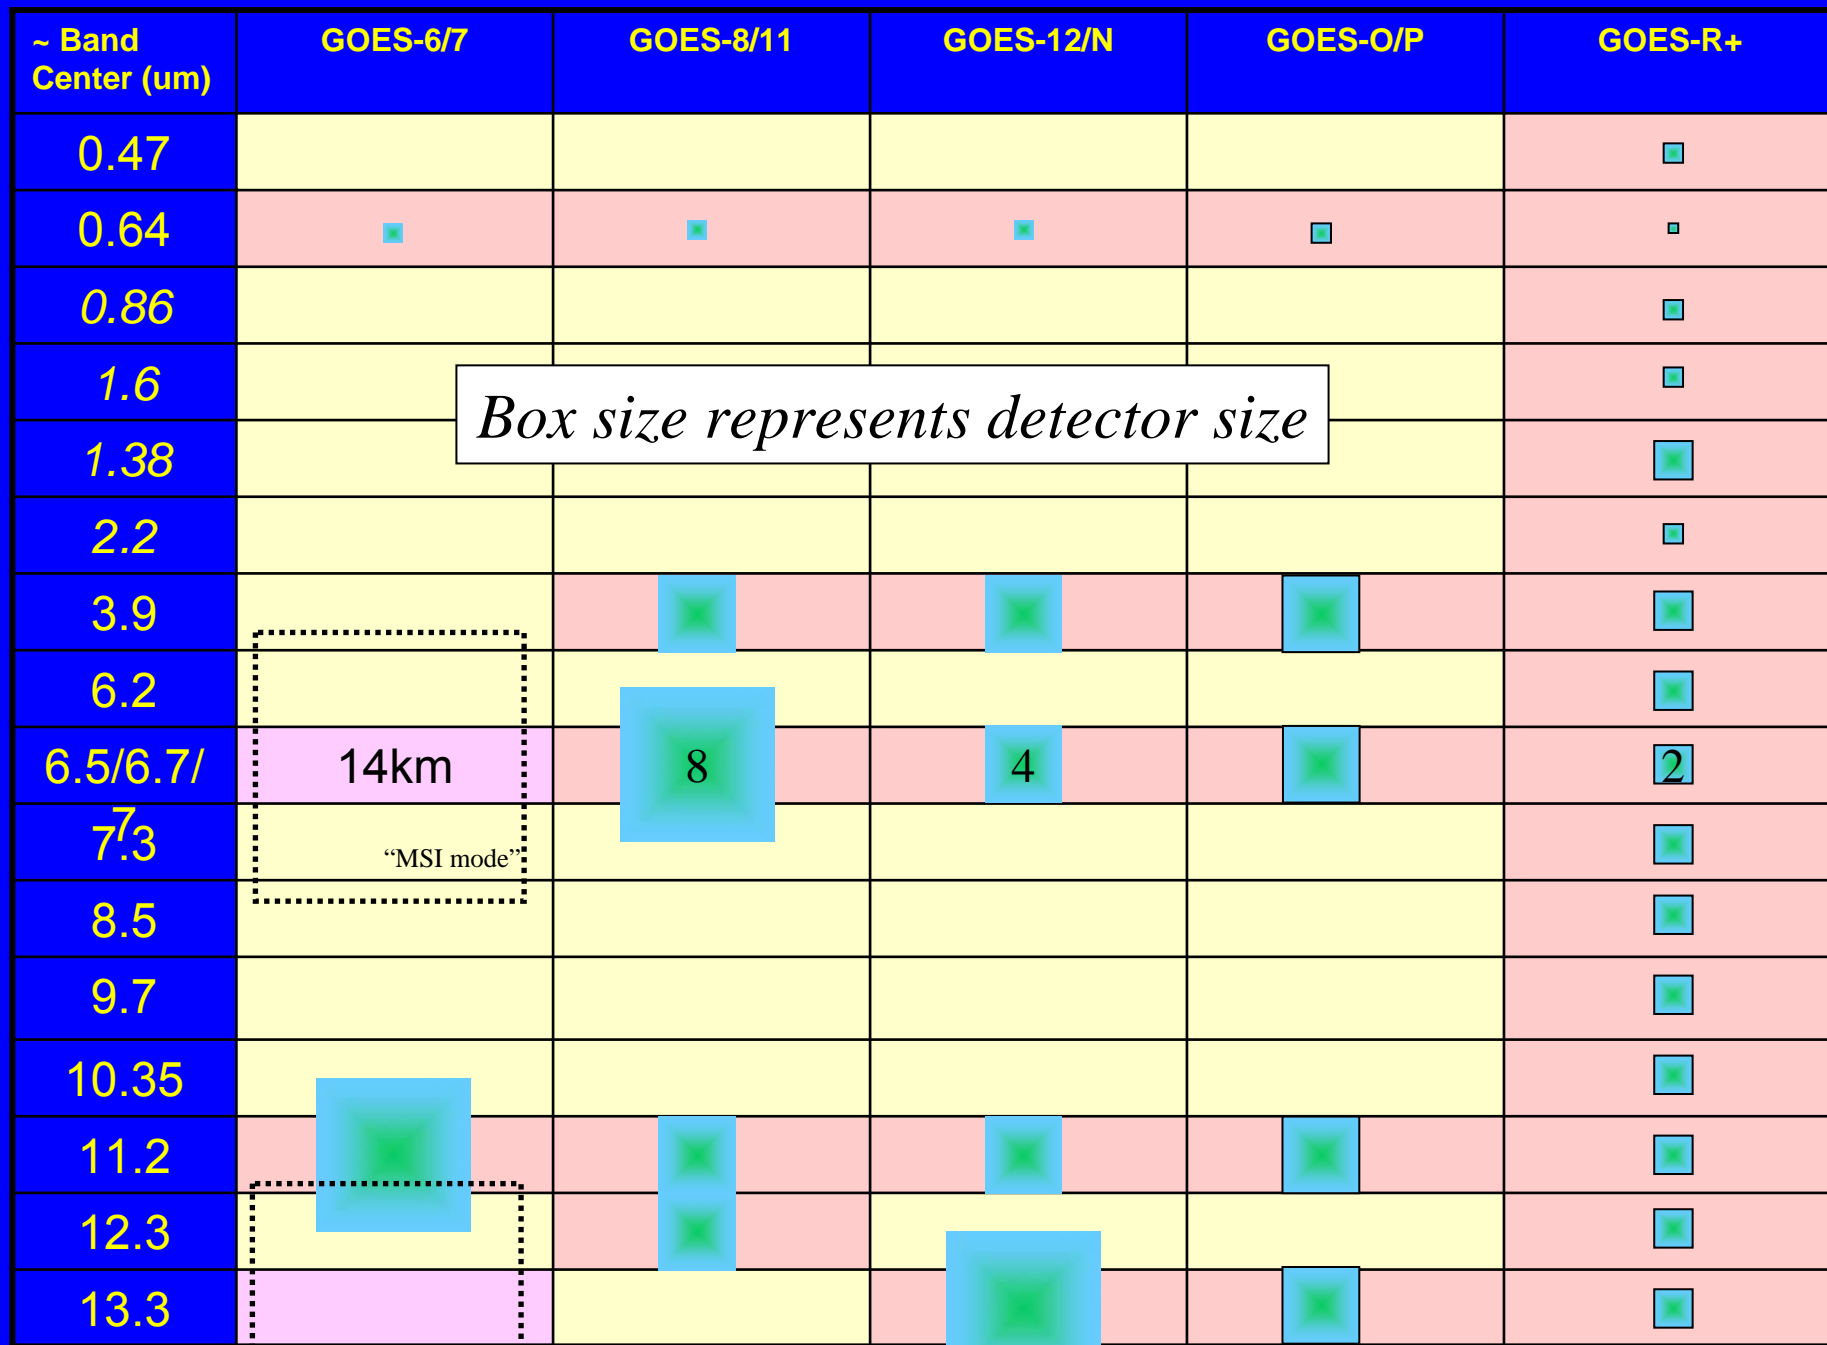 ~ Band
Center (um)
GOES-6/7
GOES-8/11
GOES-12/N
GOES-O/P
GOES-R+
0.47
0.64
0.86
1.6
Box size represents detector size
1.38
2.2
3.9
6.2
6.5/6.7/
7
14km
8
4
2
7.3
“MSI mode”
8.5
9.7
10.35
11.2
12.3
13.3